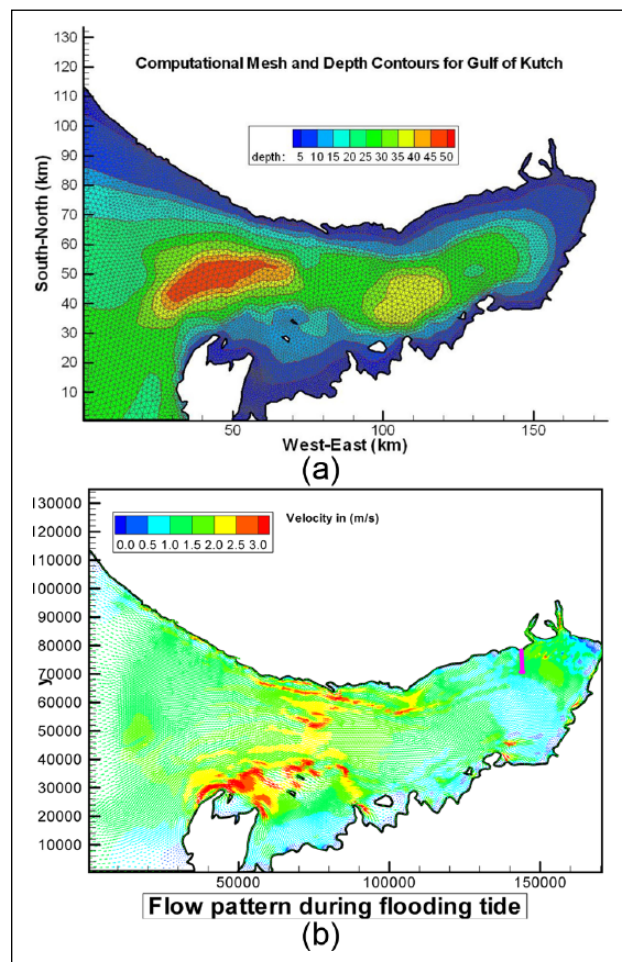 130
120
Computational Mesh and Depth Contours for Gulf of Kutch
110
100
depth: 5 10 15 20 25 30 35 40 45 50
90
80
70
60
50
40
30
20
10
South-North (km)
50 100 150
West-East (km)
(a)
130000
Velocity in (m/s)
120000
0.0 0.5 1.0 1.5 2.0 2.5 3.0
110000
100000
90000
80000
70000
60000
50000
40000
30000
20000
10000
50000 100000 150000
Flow pattern during flooding tide
(b)